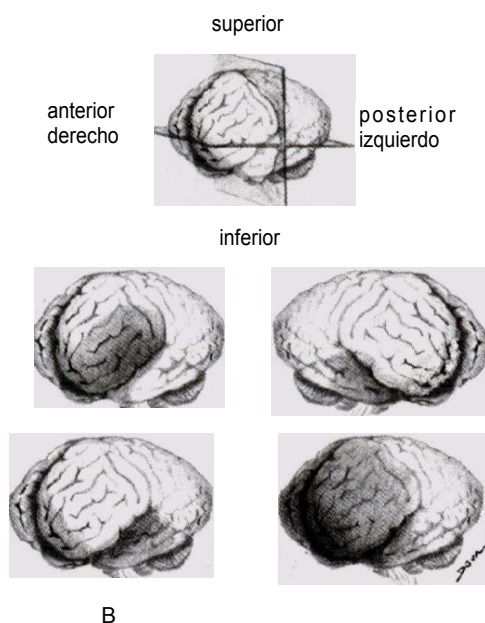 superior
anterior
derecho
posterior
izquierdo
inferior
B